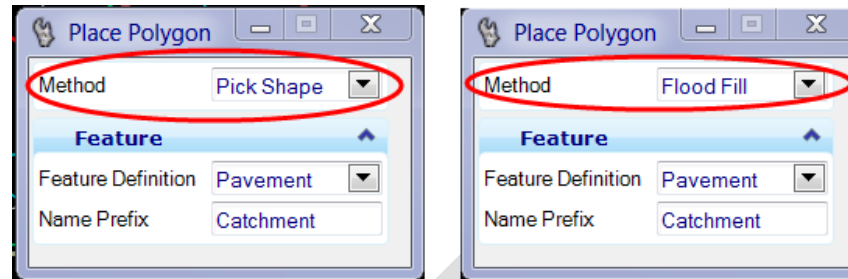 Place Polygon
Method Pick Shape
Feature
Feature Definition Pavement
Name Prefix Catchment
Place Polygon
Method Flood Fill
Feature
Feature Definition Pavement
Name Prefix Catchment